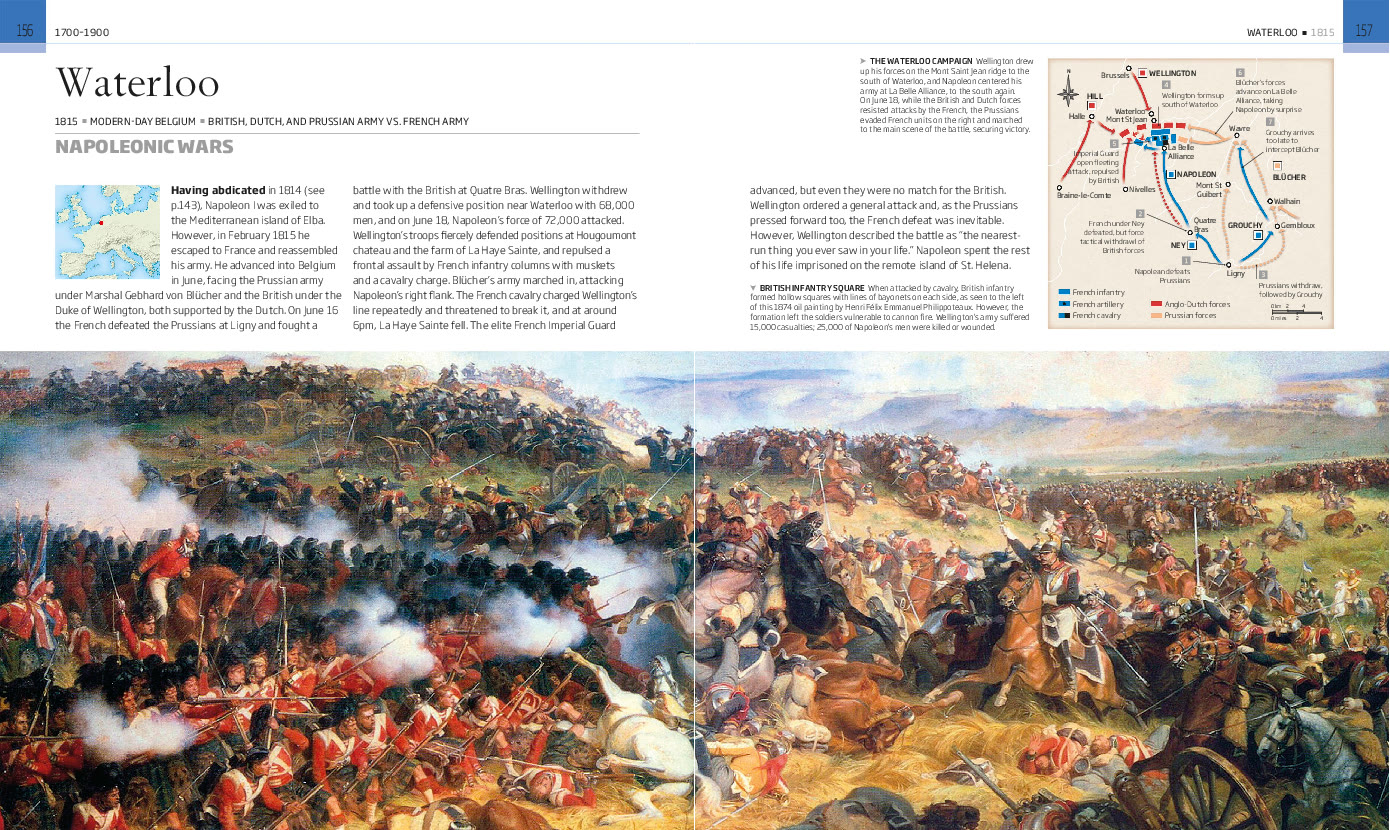 156
1700–1900
WATERLOO ■ 1815
157
Waterloo
1815 ■ MODERN-DAY BELGIUM ■ BRITISH, DUTCH, AND PRUSSIAN ARMY VS. FRENCH ARMY
NAPOLEONIC WARS
Having abdicated in 1814 (see
p.143), Napoleon I was exiled to
the Mediterranean island of Elba.
However, in February 1815 he
escaped to France and reassembled
his army. He advanced into Belgium
in June, facing the Prussian army
under Marshal Gebhard von Blücher and the British under the
Duke of Wellington, both supported by the Dutch. On June 16
the French defeated the Prussians at Ligny and fought a
battle with the British at Quatre Bras. Wellington withdrew
and took up a defensive position near Waterloo with 68,000
men, and on June 18, Napoleon's force of 72,000 attacked.
Wellington's troops fiercely defended positions at Hougoumont
chateau and the farm of La Haye Sainte, and repulsed a
frontal assault by French infantry columns with muskets
and a cavalry charge. Blücher's army marched in, attacking
Napoleon's right flank. The French cavalry charged Wellington's
line repeatedly and threatened to break it, and at around
6pm, La Haye Sainte fell. The elite French Imperial Guard
advanced, but even they were no match for the British.
Wellington ordered a general attack and, as the Prussians
pressed forward too, the French defeat was inevitable.
However, Wellington described the battle as "the nearest-
run thing you ever saw in your life." Napoleon spent the rest
of his life imprisoned on the remote island of St. Helena.
▼ BRITISH INFANTRY SQUARE When attacked by cavalry, British infantry
formed hollow squares with lines of bayonets on each side, as seen to the left
of this 1874 oil painting by Henri Félix Emmanuel Philippoteaux. However, the
formation left the soldiers vulnerable to cannon fire. Wellington's army suffered
15,000 casualties; 25,000 of Napoleon's men were killed or wounded.
➤ THE WATERLOO CAMPAIGN Wellington drew
up his forces on the Mont Saint Jean ridge to the
south of Waterloo, and Napoleon centered his
army at La Belle Alliance, to the south again.
On June 18, while the British and Dutch forces
resisted attacks by the French, the Prussians
evaded French units on the right and marched
to the main scene of the battle, securing victory.
N
Brussels
WELLINGTON
4
Wellington forms up
south of Waterloo
6
Blücher's forces
advance on La Belle
Alliance, taking
Napoleon by surprise
HILL
Halle
Waterloo
Mont St Jean
Wavre
7
Grouchy arrives
too late to
intercept Blücher
5
Imperial Guard
open fleeting
attack, repulsed
by British
La Belle
Alliance
BLÜCHER
NAPOLEON
Braine-le-Comte
Nivelles
Mont St
Guibert
Walhain
2
French under Ney
defeated, but force
tactical withdrawl of
British forces
Quatre
Bras
GROUCHY
Gembloux
NEY
1
Napolean defeats
Prussians
Ligny
3
Prussians withdraw,
followed by Grouchy
French infantry
French artillery
French cavalry
Anglo-Dutch forces
Prussian forces
0 km 2 4
0 miles 2 4